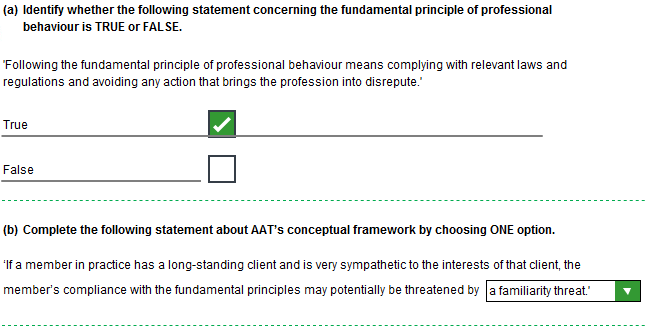 (a) Identify whether the following statement concerning the fundamental principle of professional
behaviour is TRUE or FALSE.
'Following the fundamental principle of professional behaviour means complying with relevant laws and
regulations and avoiding any action that brings the profession into disrepute.'
True
False
(b) Complete the following statement about AAT's conceptual framework by choosing ONE option.
'If a member in practice has a long-standing client and is very sympathetic to the interests of that client, the
member's compliance with the fundamental principles may potentially be threatened by a familiarity threat.'